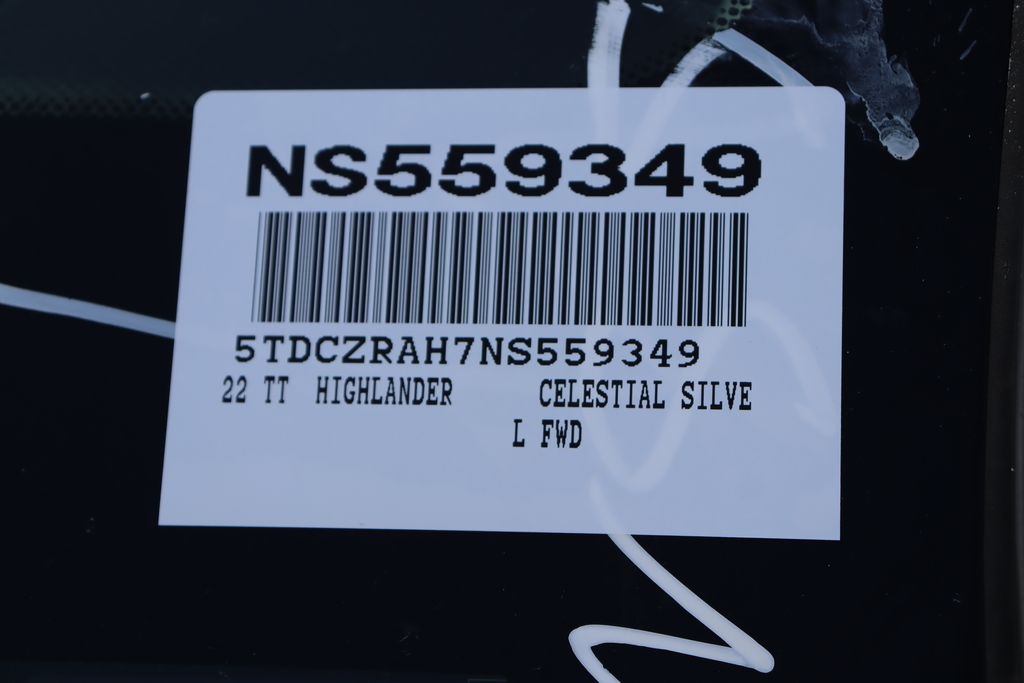 NS559349
5TDCZRAH7NS559349
22 TT HIGHLANDER CELESTIAL SILVE
L FWD